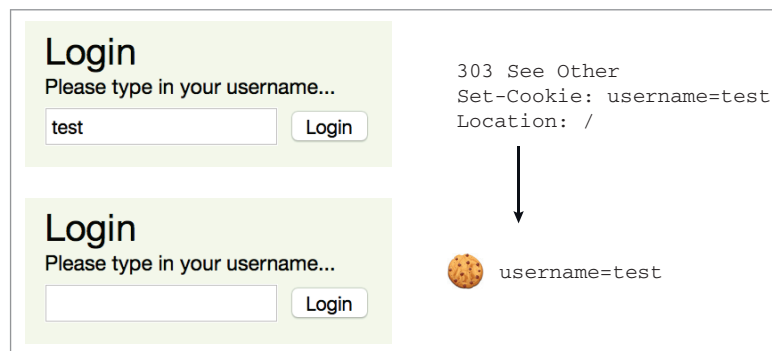 Login
Please type in your username...
test
Login
Login
Please type in your username...
Login
303 See Other
Set-Cookie: username=test
Location: /
username=test